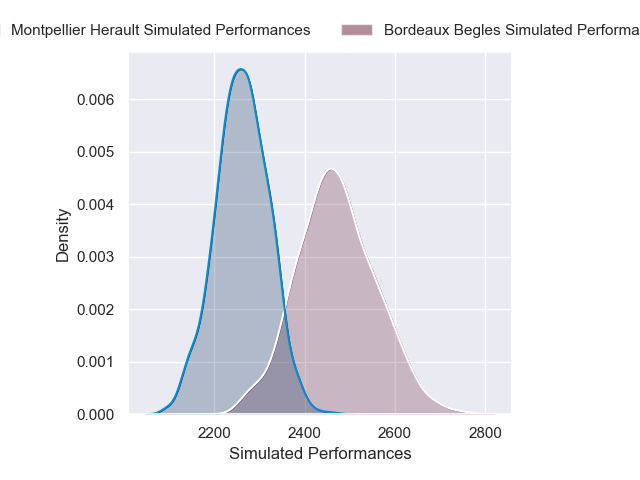 Montpellier Herault Simulated Performances
Bordeaux Begles Simulated Performa
0.006
0.005
0.004
0.003
0.002
0.001
0.000
Density
2200
2400
2600
2800
Simulated Performances